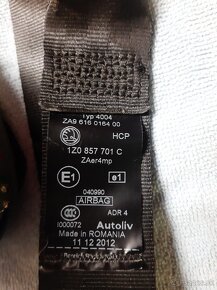 Typ 4004
ZA9 616 0164 00
HCP
1Z0 857 701 C
ZAer4mp
E1 e1
040990
AIRBAG
CCC ADR 4
I000072 Autoliv
Made in ROMANIA
11 12 2012